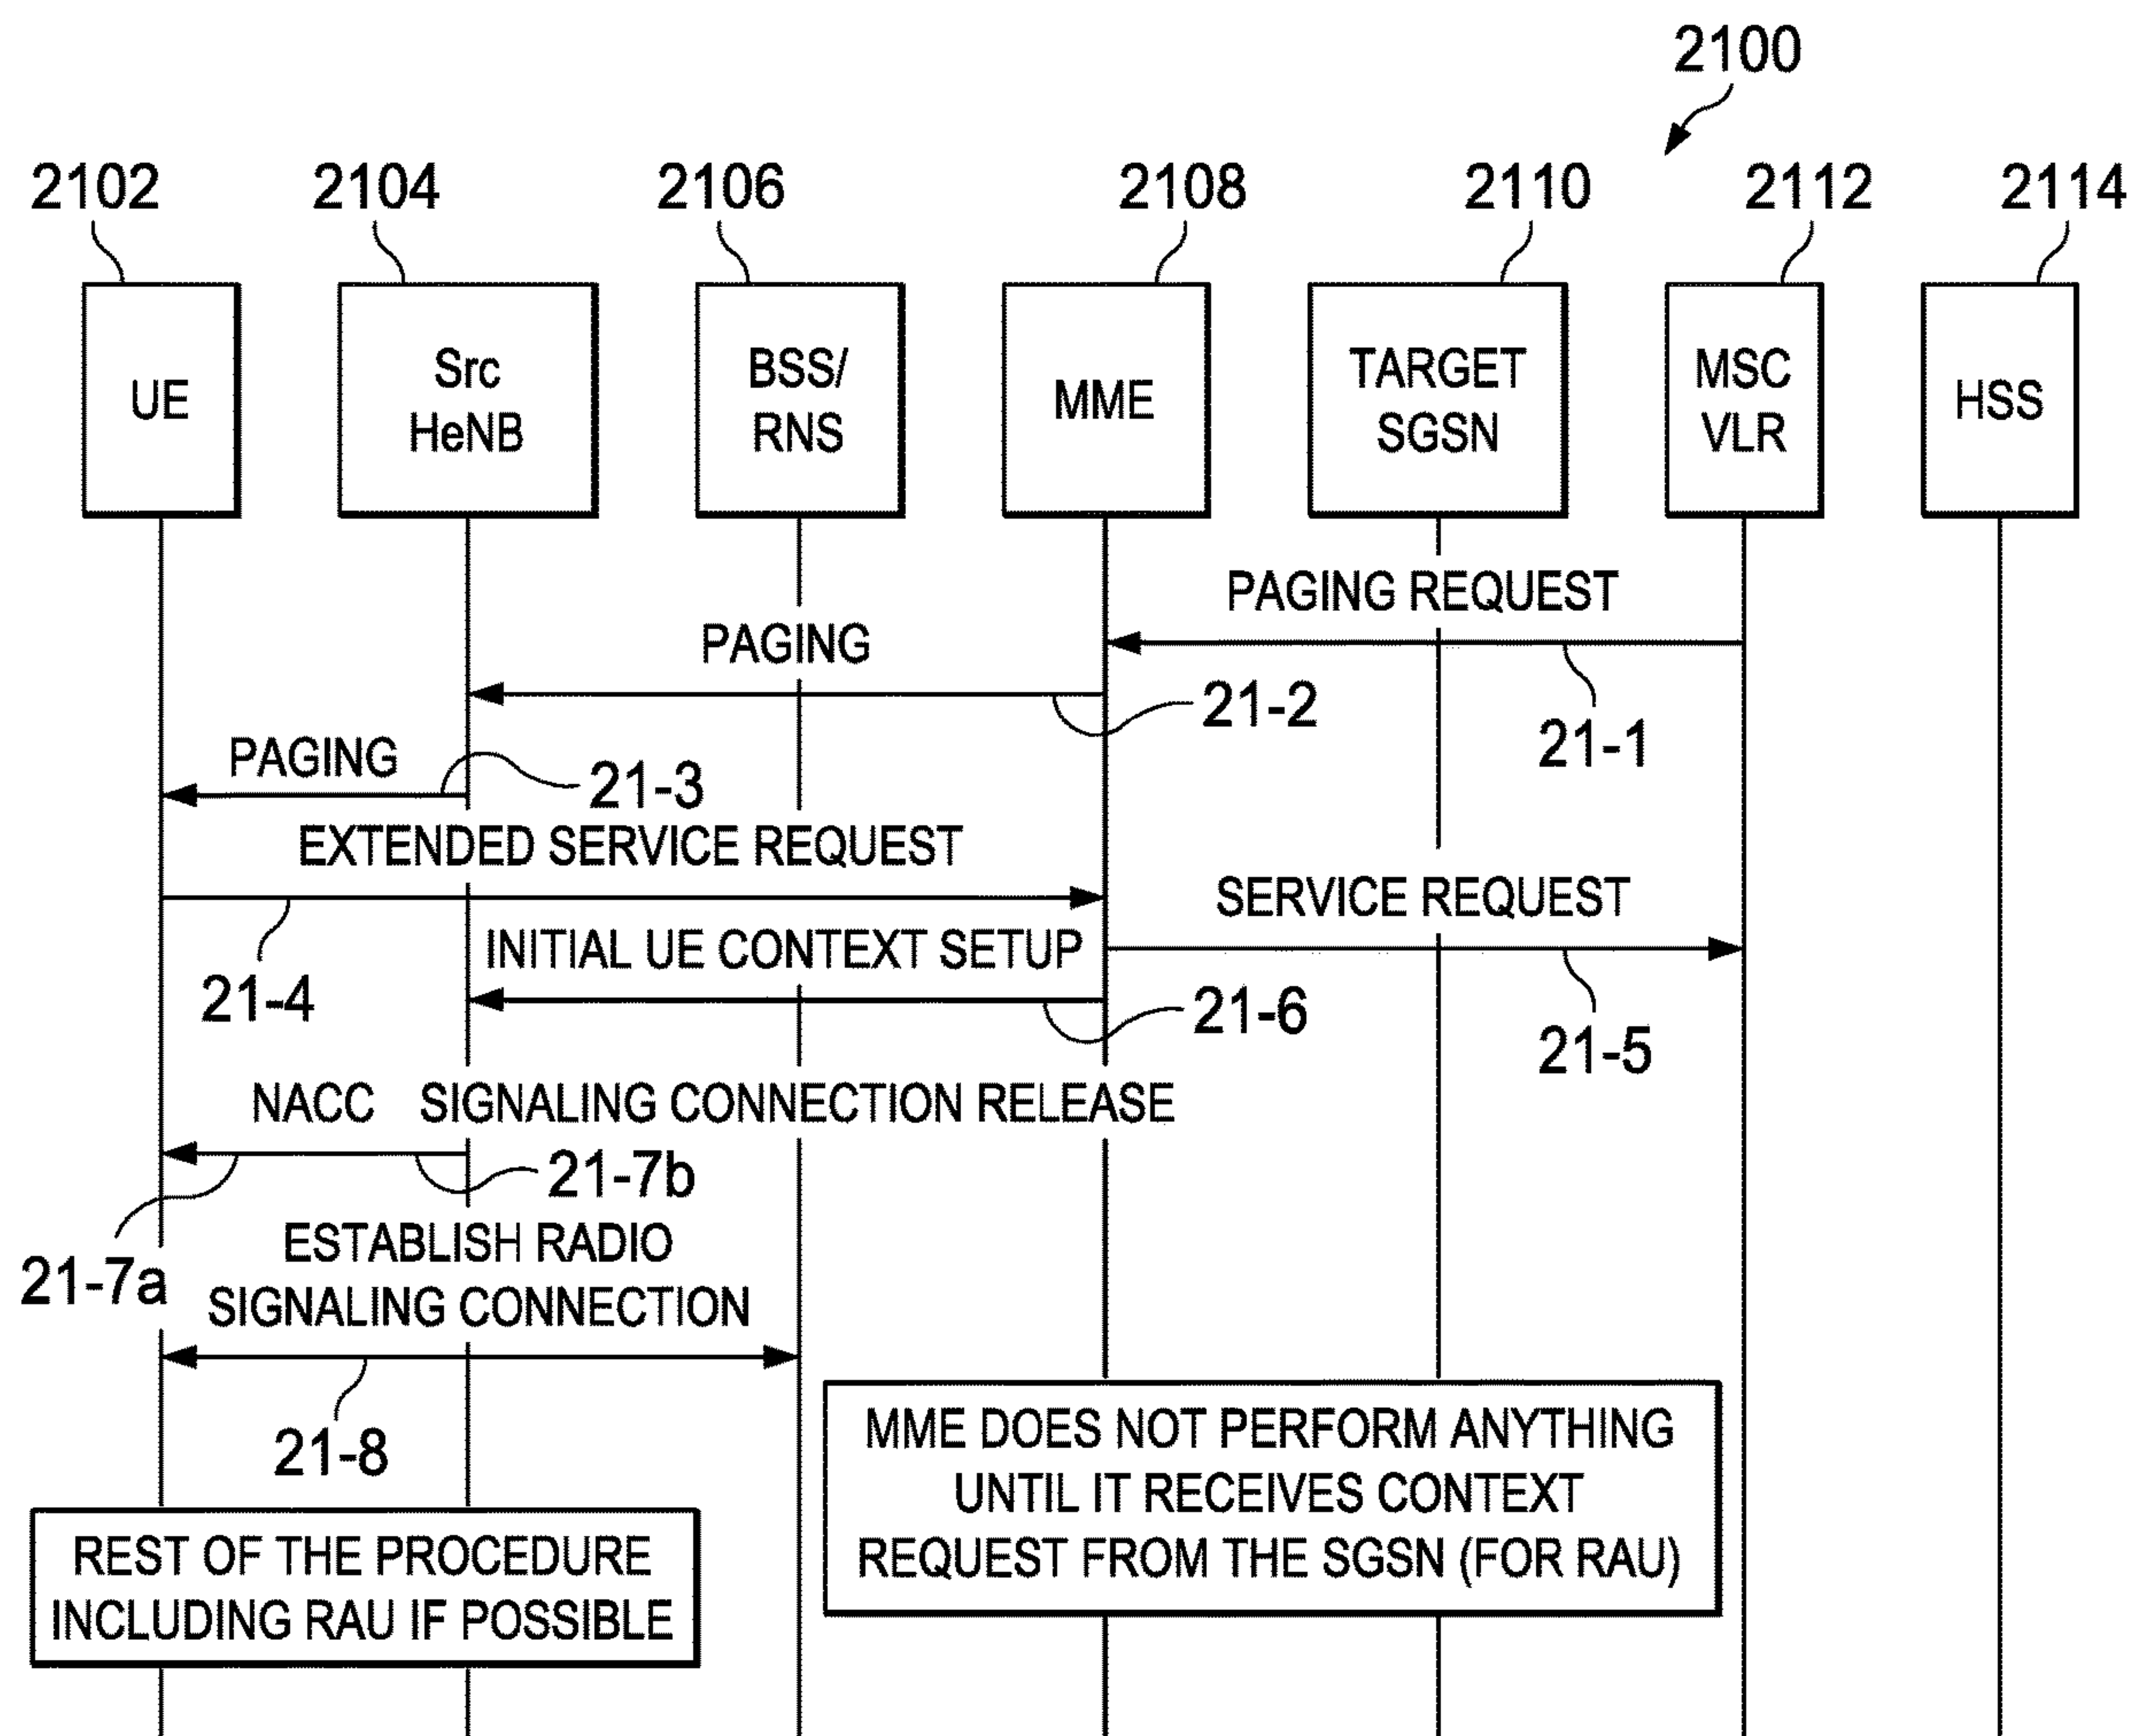 2100
2102
2104
2106
2108
2110
2112
2114
UE
Src
HeNB
BSS/
RNS
MME
TARGET
SGSN
MSC
VLR
HSS
PAGING REQUEST
21-1
PAGING
21-2
PAGING
21-3
EXTENDED SERVICE REQUEST
21-4
SERVICE REQUEST
21-5
INITIAL UE CONTEXT SETUP
21-6
NACC
SIGNALING CONNECTION RELEASE
21-7b
21-7a
ESTABLISH RADIO
SIGNALING CONNECTION
21-8
MME DOES NOT PERFORM ANYTHING
UNTIL IT RECEIVES CONTEXT
REQUEST FROM THE SGSN (FOR RAU)
REST OF THE PROCEDURE
INCLUDING RAU IF POSSIBLE